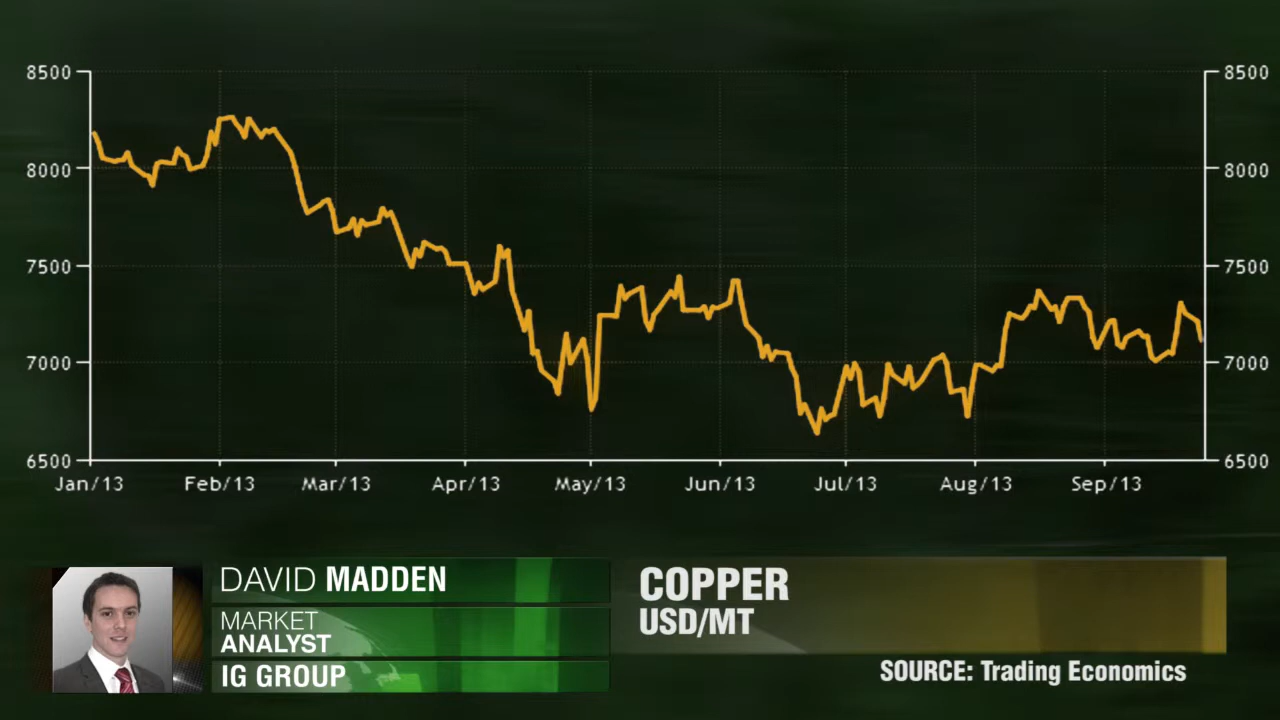 8500 8500
8000 8000
7500 7500
7000 7000
6500 6500
Jan/13 Feb/13 Mar/13 Apr/13 May/13 Jun/13 Jul/13 Aug/13 Sep/13
DAVID MADDEN
MARKET
ANALYST
IG GROUP
COPPER
USD/MT
SOURCE: Trading Economics